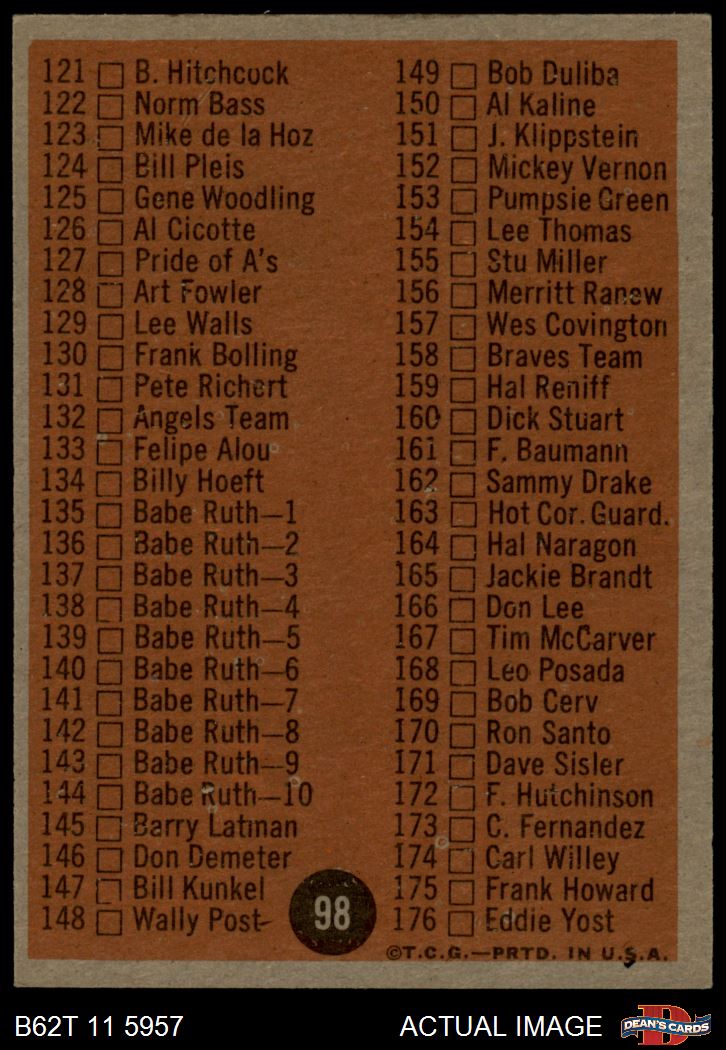 121 B. Hitchcock
122 Norm Bass
123 Mike de la Hoz
124 Bill Pleis
125 Gene Woodling
126 Al Cicotte
127 Pride of A's
128 Art Fowler
129 Lee Walls
130 Frank Bolling
131 Pete Richert
132 Angels Team
133 Felipe Alou
134 Billy Hoeft
135 Babe Ruth—1
136 Babe Ruth—2
137 Babe Ruth—3
138 Babe Ruth—4
139 Babe Ruth—5
140 Babe Ruth—6
141 Babe Ruth—7
142 Babe Ruth—8
143 Babe Ruth—9
144 Babe Ruth—10
145 Barry Latman
146 Don Demeter
147 Bill Kunkel
148 Wally Post
98
149 Bob Duliba
150 Al Kaline
151 J. Klippstein
152 Mickey Vernon
153 Pumpsie Green
154 Lee Thomas
155 Stu Miller
156 Merritt Ranew
157 Wes Covington
158 Braves Team
159 Hal Reniff
160 Dick Stuart
161 F. Baumann
162 Sammy Drake
163 Hot Cor. Guard.
164 Hal Naragon
165 Jackie Brandt
166 Don Lee
167 Tim McCarver
168 Leo Posada
169 Bob Cerv
170 Ron Santo
171 Dave Sisler
172 F. Hutchinson
173 C. Fernandez
174 Carl Willey
175 Frank Howard
176 Eddie Yost
©T.C.G.—PRTD. IN U.S.A.
B62T 11 5957
ACTUAL IMAGE
D
DEAN'S CARDS